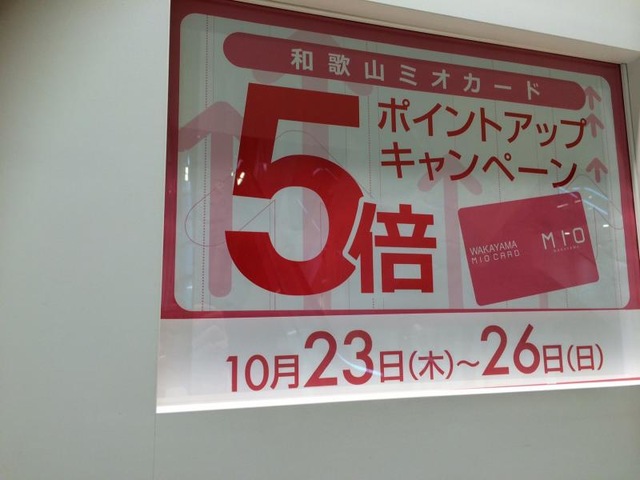 和歌山ミオカード
5倍
ポイントアップ
キャンペーン
WAKAYAMA
MIO CARD
MIO
WAKAYAMA
10月23日(木)～26日(日)